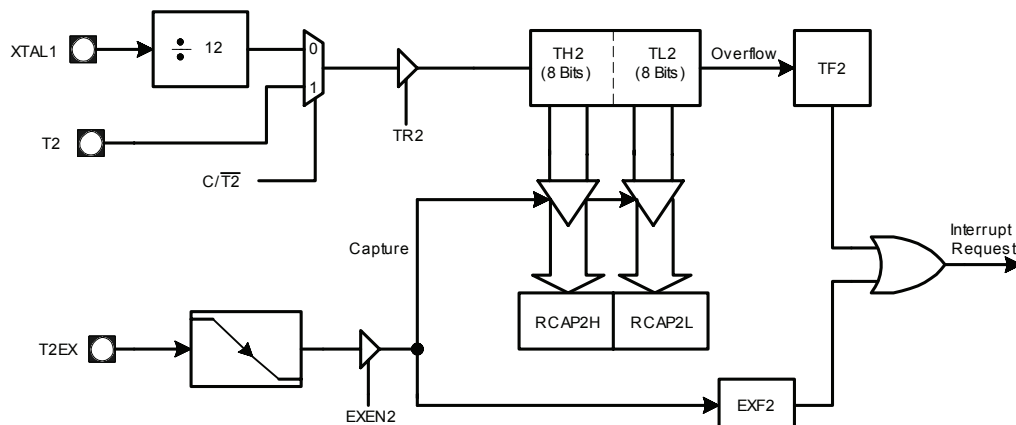 XTAL1
÷ 12
0
1
T2
C/T2
TR2
TH2
(8 Bits)
TL2
(8 Bits)
Overflow
TF2
Capture
Interrupt
Request
RCAP2H
RCAP2L
T2EX
EXEN2
EXF2